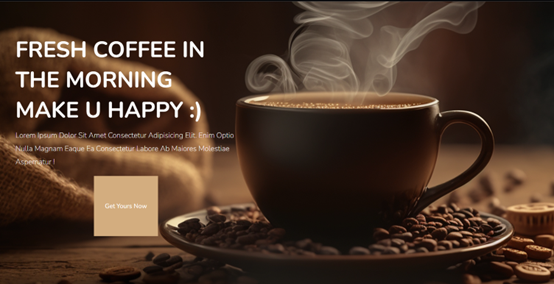 FRESH COFFEE IN
THE MORNING
MAKE U HAPPY :)
Lorem Ipsum Dolor Sit Amet Consectetur Adipisicing Elit. Enim Optio
Nulla Magnam Eaque Ea Consectetur Labore Ab Maiores Molestiae
Aspernatur !
Get Yours Now